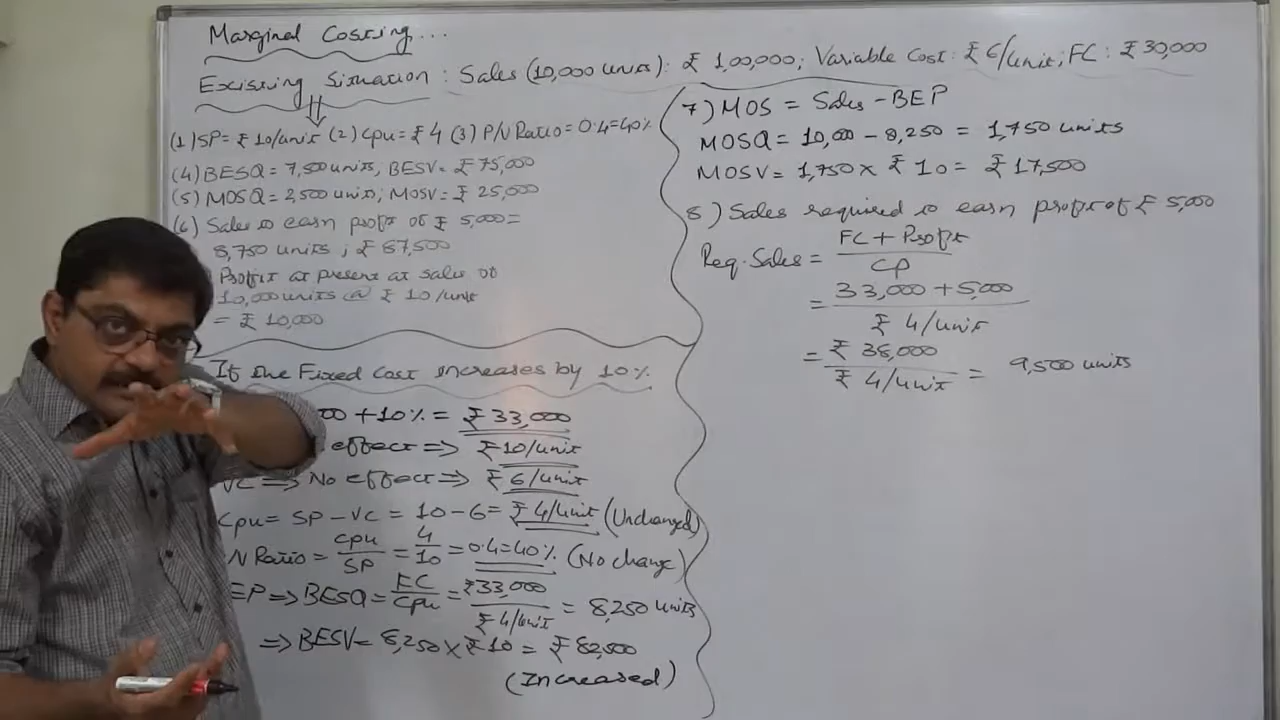 Marginal Costing...
Existing Situation : Sales (10,000 units): ₹ 1,00,000; Variable Cost: ₹ 6/unit; FC : ₹ 30,000
(1) SP= ₹ 10/unit (2) Cpu = ₹ 4 (3) P/V Ratio = 0.4=40%
(4) BESQ = 7,500 units, BESV= ₹ 75,000
(5) MOSQ = 2,500 units; MOSV= ₹ 25,000
(6) Sales to earn profit of ₹ 5,000=
8,750 units ; ₹ 87,500
Profit at present at sales of
10,000 units @ ₹ 10/unit
= ₹ 10,000
If the Fixed Cost increases by 10%
00 +10% = ₹ 33,000
effect => ₹ 10/unit
VC => No effect => ₹ 6/unit
Cpu= SP - VC = 10 - 6= ₹ 4/unit (Unchanged)
V Ratio = Cpu/SP = 4/10 = 0.4=40% (No change)
EP => BESQ = FC/Cpu = ₹33,000/₹ 4/unit = 8,250 units
=> BESV= 8,250 × ₹ 10 = ₹ 82,500
(Increased)
7) MOS = Sales - BEP
MOSQ = 10,00 - 8,250 = 1,750 units
MOSV = 1,750 × ₹ 10 = ₹ 17,500
8) Sales required to earn profit of ₹ 5,000
Req. Sales = FC + Profit
CP
= 33,000 + 5,000
₹ 4/unit
= ₹ 38,000 = 9,500 units
₹ 4/unit